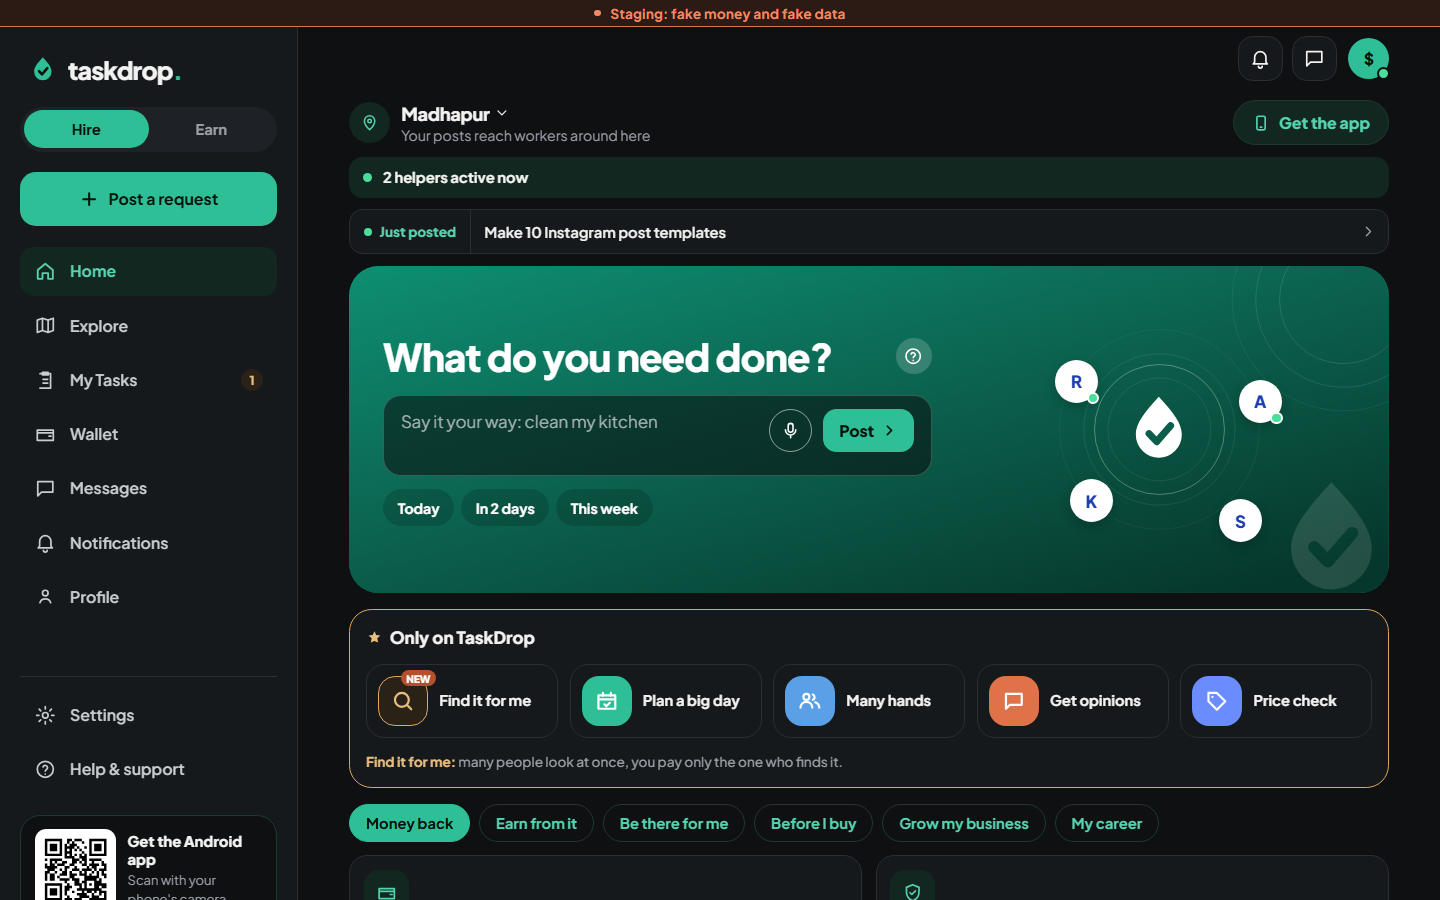 Staging: fake money and fake data
taskdrop.
Hire
Earn
Post a request
Home
Explore
My Tasks
1
Wallet
Messages
Notifications
Profile
Settings
Help & support
Get the Android
app
Scan with your
phone's camera
$
Madhapur
Your posts reach workers around here
Get the app
2 helpers active now
Just posted
Make 10 Instagram post templates
What do you need done?
Say it your way: clean my kitchen
Post
Today
In 2 days
This week
R
A
K
S
Only on TaskDrop
NEW
Find it for me
Plan a big day
Many hands
Get opinions
Price check
Find it for me: many people look at once, you pay only the one who finds it.
Money back
Earn from it
Be there for me
Before I buy
Grow my business
My career